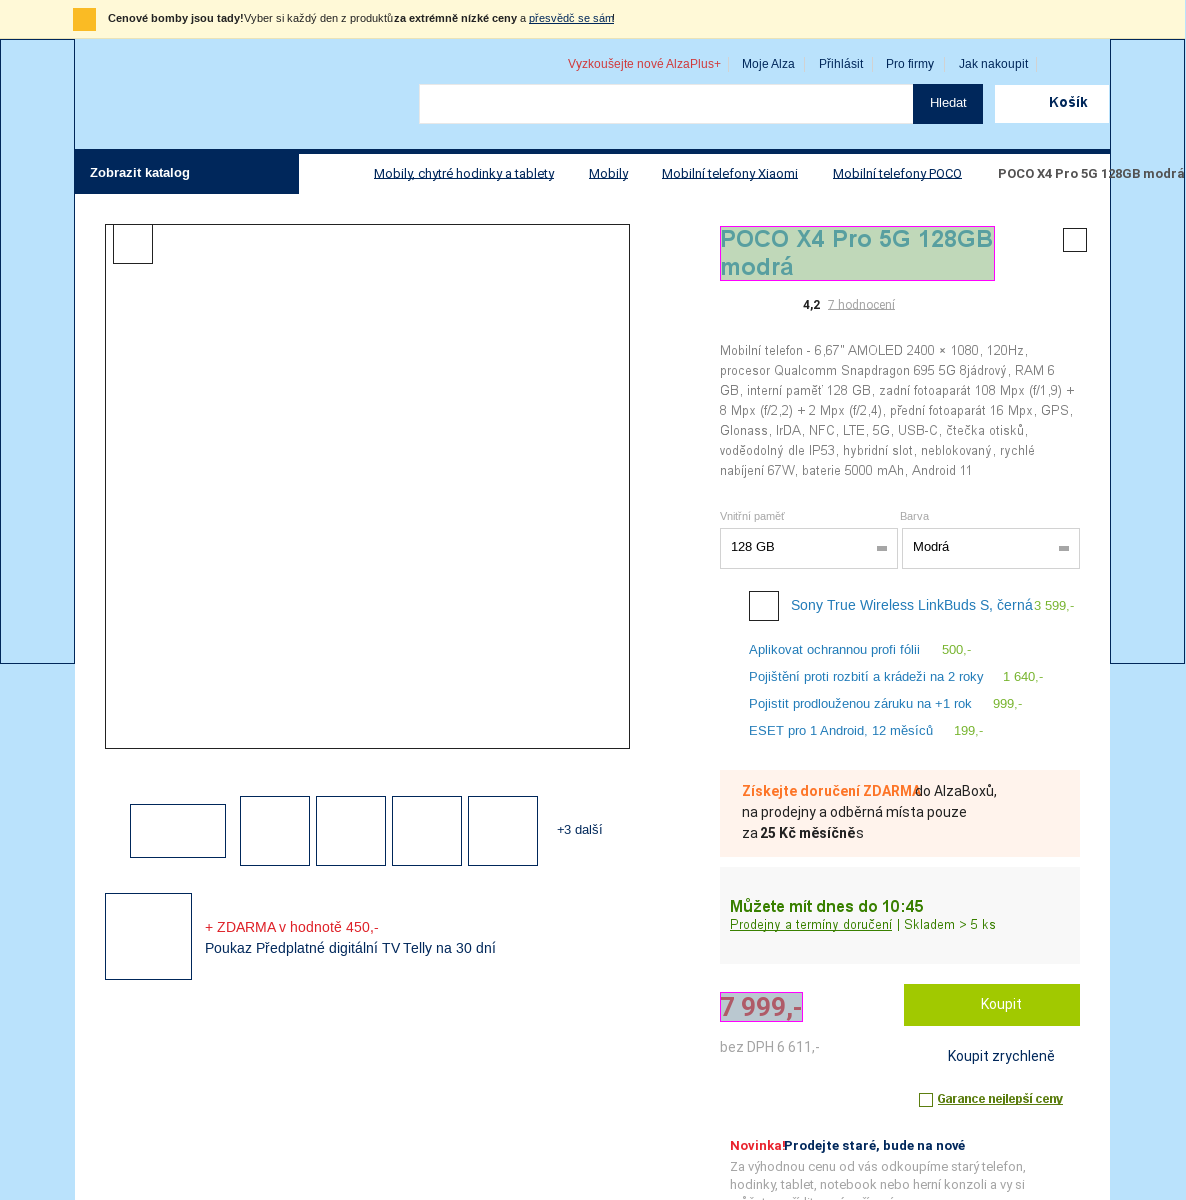 Cenové bomby jsou tady!Vyber si každý den z produktů za extrémně nízké ceny a přesvědč se sám!
Vyzkoušejte nové AlzaPlus+ Moje Alza Přihlásit Pro firmy Jak nakoupit
Hledat Košík
Zobrazit katalog
Mobily, chytré hodinky a tablety Mobily Mobilní telefony Xiaomi Mobilní telefony POCO POCO X4 Pro 5G 128GB modrá
POCO X4 Pro 5G 128GB
modrá
4,2 7 hodnocení
Mobilní telefon - 6,67" AMOLED 2400 × 1080, 120Hz,
procesor Qualcomm Snapdragon 695 5G 8jádrový, RAM 6
GB, interní paměť 128 GB, zadní fotoaparát 108 Mpx (f/1,9) +
8 Mpx (f/2,2) + 2 Mpx (f/2,4), přední fotoaparát 16 Mpx, GPS,
Glonass, IrDA, NFC, LTE, 5G, USB-C, čtečka otisků,
voděodolný dle IP53, hybridní slot, neblokovaný, rychlé
nabíjení 67W, baterie 5000 mAh, Android 11
Vnitřní paměť Barva
128 GB Modrá
Sony True Wireless LinkBuds S, černá 3 599,-
Aplikovat ochrannou profi fólii 500,-
Pojištění proti rozbití a krádeži na 2 roky 1 640,-
Pojistit prodlouženou záruku na +1 rok 999,-
ESET pro 1 Android, 12 měsíců 199,-
Získejte doručení ZDARMA do AlzaBoxů,
na prodejny a odběrná místa pouze
za 25 Kč měsíčně s
+3 další
Můžete mít dnes do 10:45
Prodejny a termíny doručení | Skladem > 5 ks
+ ZDARMA v hodnotě 450,-
Poukaz Předplatné digitální TV Telly na 30 dní
7 999,- Koupit
bez DPH 6 611,-
Koupit zrychleně
Garance nejlepší ceny
Novinka! Prodejte staré, bude na nové
Za výhodnou cenu od vás odkoupíme starý telefon,
hodinky, tablet, notebook nebo herní konzoli a vy si